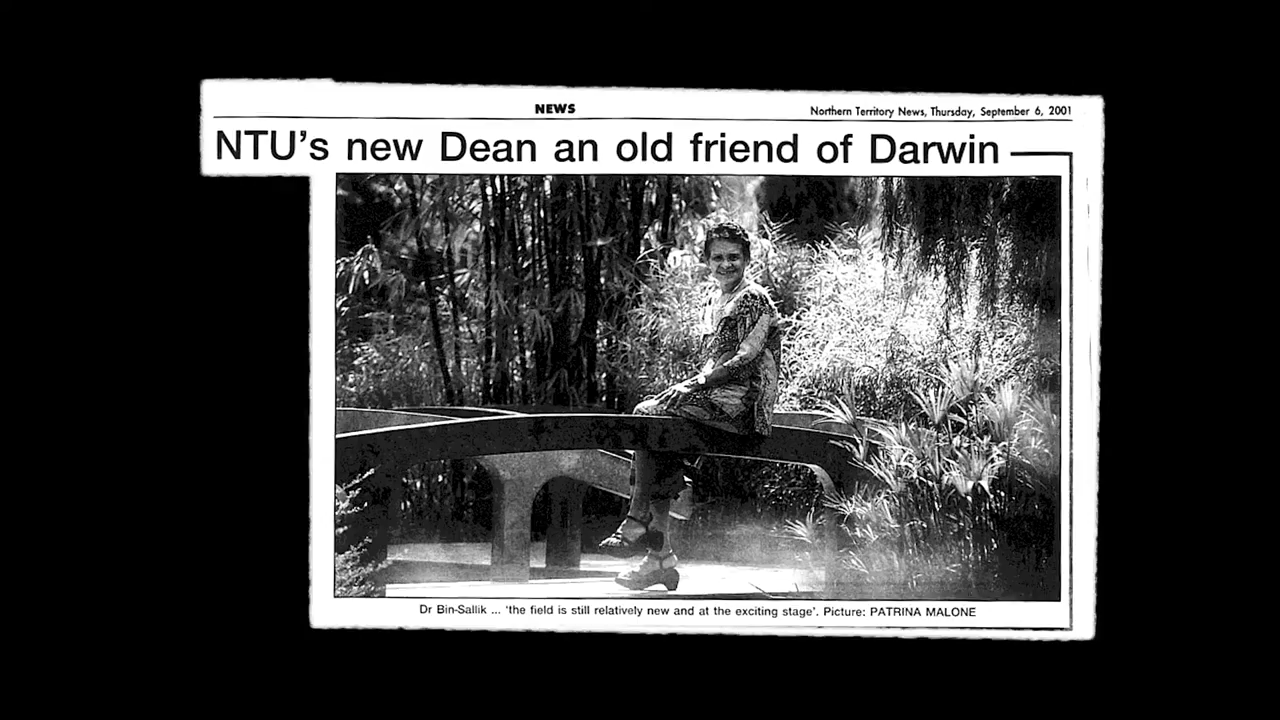 NEWS
Northern Territory News, Thursday, September 6, 2001
NTU's new Dean an old friend of Darwin
Dr Bin-Sallik ... 'the field is still relatively new and at the exciting stage'. Picture: PATRINA MALONE